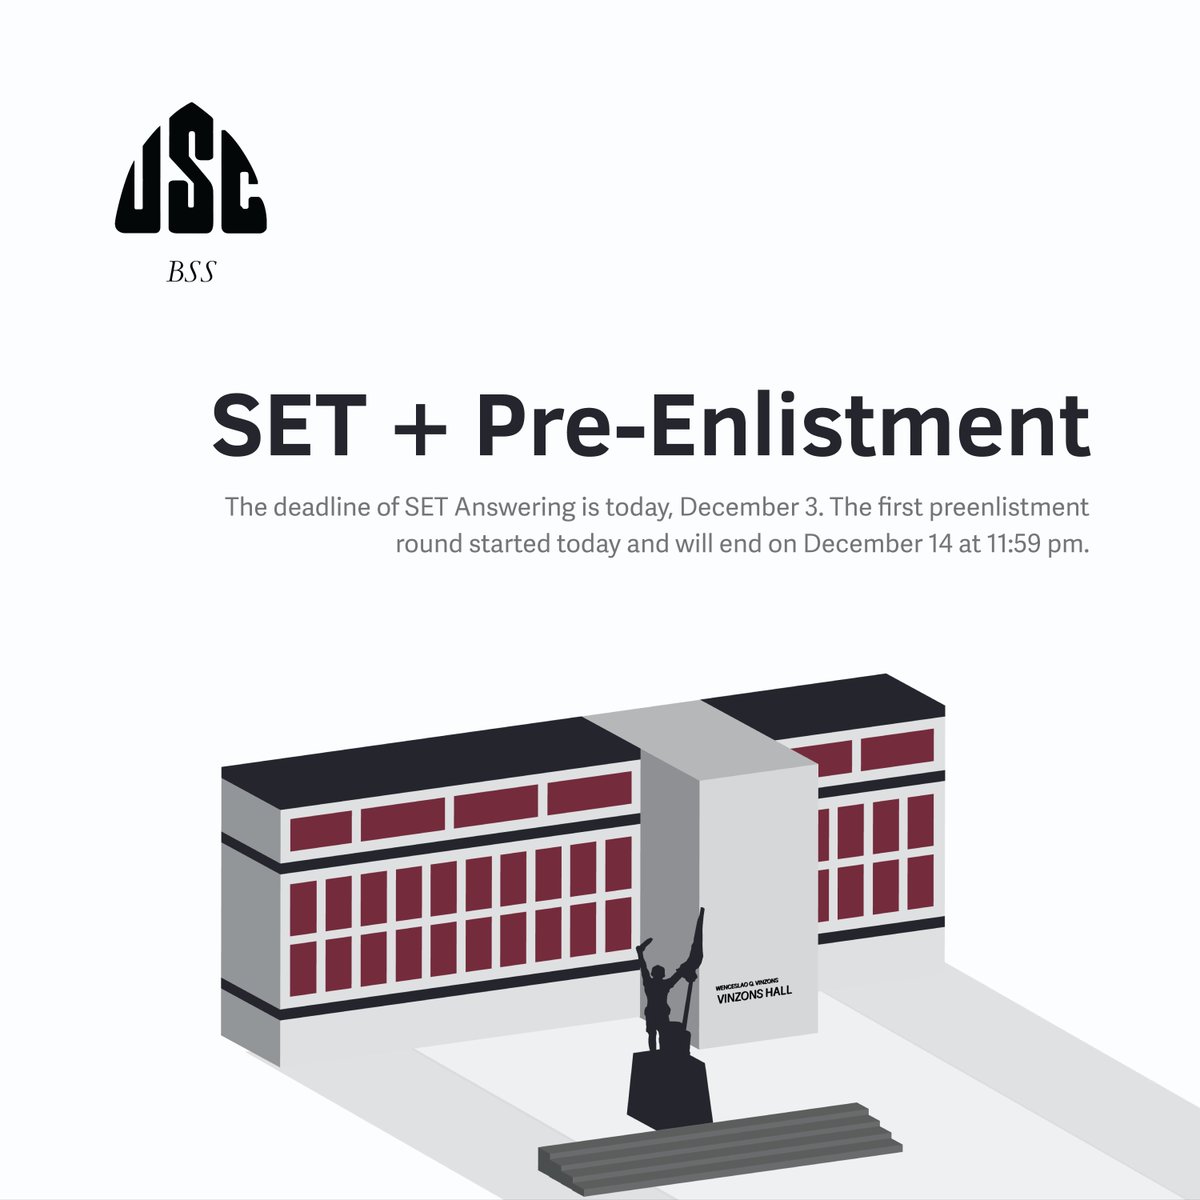 USC
BSS
SET + Pre-Enlistment
The deadline of SET Answering is today, December 3. The first preenlistment
round started today and will end on December 14 at 11:59 pm.
WENCESLAO Q. VINZONS
VINZONS HALL